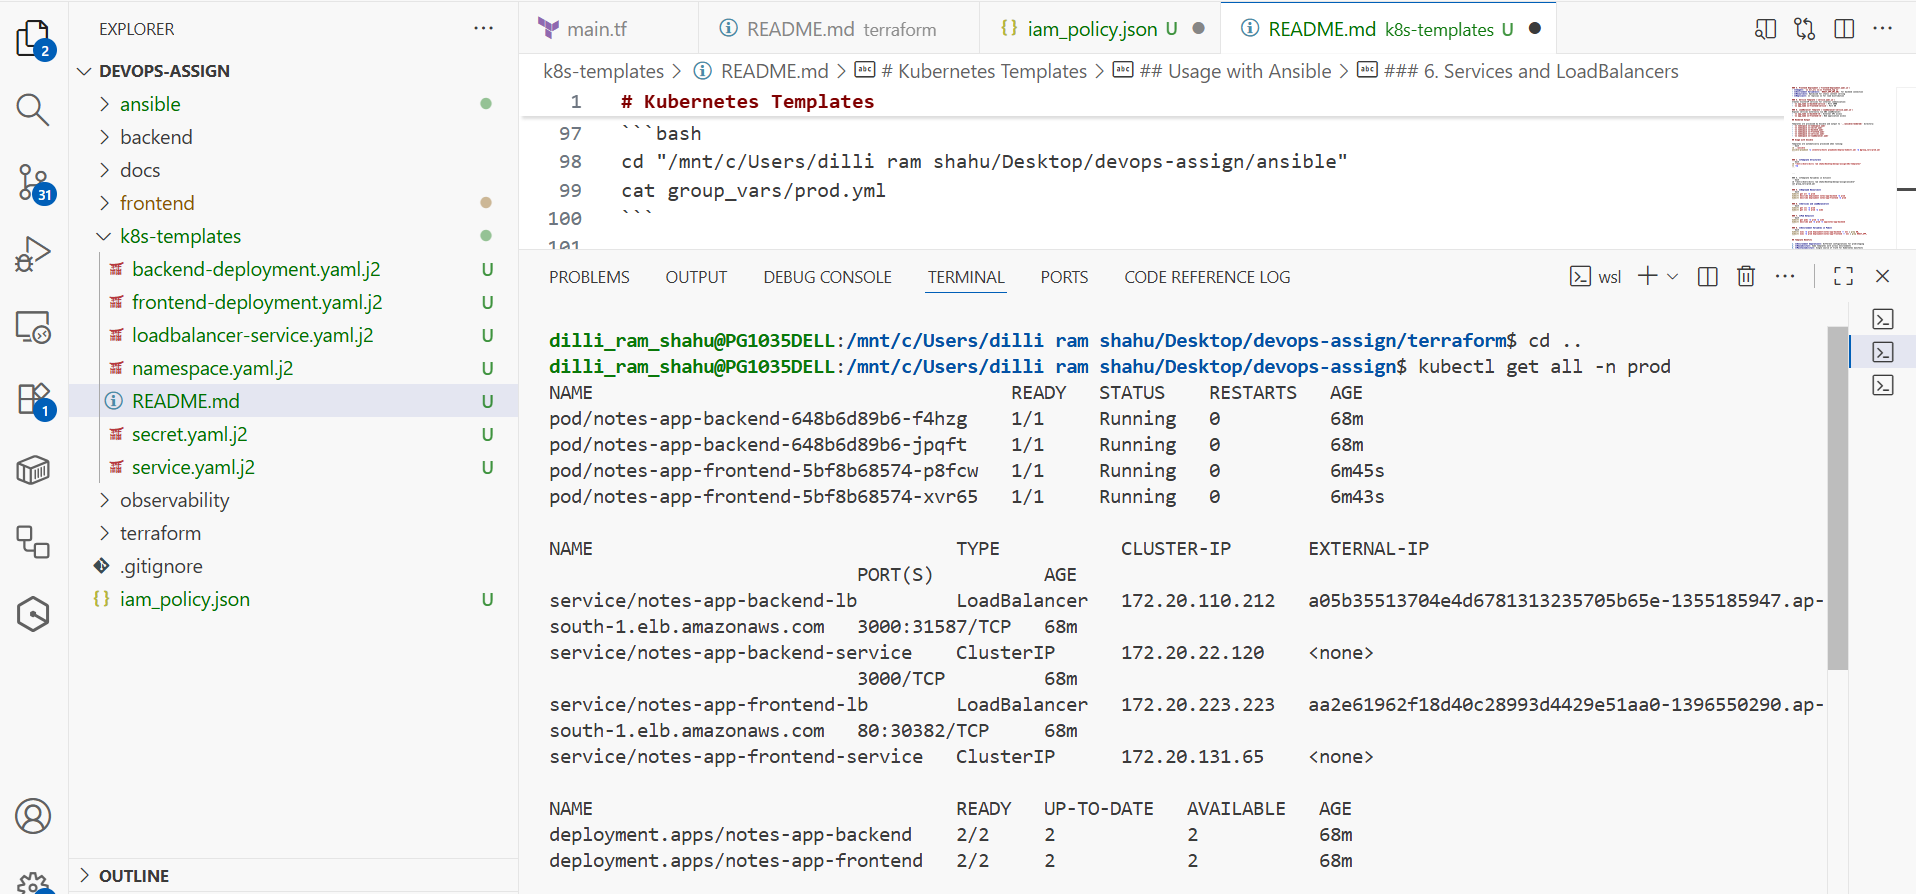 EXPLORER
main.tf
README.md terraform
iam_policy.json U
README.md k8s-templates U
2
DEVOPS-ASSIGN
k8s-templates > README.md > # Kubernetes Templates > ## Usage with Ansible > ### 6. Services and LoadBalancers
ansible
backend
docs
frontend
k8s-templates
backend-deployment.yaml.j2 U
frontend-deployment.yaml.j2 U
loadbalancer-service.yaml.j2 U
namespace.yaml.j2 U
README.md U
secret.yaml.j2 U
service.yaml.j2 U
observability
terraform
.gitignore
iam_policy.json U
OUTLINE
31
1
1 # Kubernetes Templates
97 ```bash
98 cd "/mnt/c/Users/dilli ram shahu/Desktop/devops-assign/ansible"
99 cat group_vars/prod.yml
100 ```
101
PROBLEMS OUTPUT DEBUG CONSOLE TERMINAL PORTS CODE REFERENCE LOG
wsl
dilli_ram_shahu@PG1035DELL:/mnt/c/Users/dilli ram shahu/Desktop/devops-assign/terraform$ cd ..
dilli_ram_shahu@PG1035DELL:/mnt/c/Users/dilli ram shahu/Desktop/devops-assign$ kubectl get all -n prod
NAME READY STATUS RESTARTS AGE
pod/notes-app-backend-648b6d89b6-f4hzg 1/1 Running 0 68m
pod/notes-app-backend-648b6d89b6-jpqft 1/1 Running 0 68m
pod/notes-app-frontend-5bf8b68574-p8fcw 1/1 Running 0 6m45s
pod/notes-app-frontend-5bf8b68574-xvr65 1/1 Running 0 6m43s
NAME TYPE CLUSTER-IP EXTERNAL-IP
PORT(S) AGE
service/notes-app-backend-lb LoadBalancer 172.20.110.212 a05b35513704e4d6781313235705b65e-1355185947.ap-
south-1.elb.amazonaws.com 3000:31587/TCP 68m
service/notes-app-backend-service ClusterIP 172.20.22.120 <none>
3000/TCP 68m
service/notes-app-frontend-lb LoadBalancer 172.20.223.223 aa2e61962f18d40c28993d4429e51aa0-1396550290.ap-
south-1.elb.amazonaws.com 80:30382/TCP 68m
service/notes-app-frontend-service ClusterIP 172.20.131.65 <none>
NAME READY UP-TO-DATE AVAILABLE AGE
deployment.apps/notes-app-backend 2/2 2 2 68m
deployment.apps/notes-app-frontend 2/2 2 2 68m